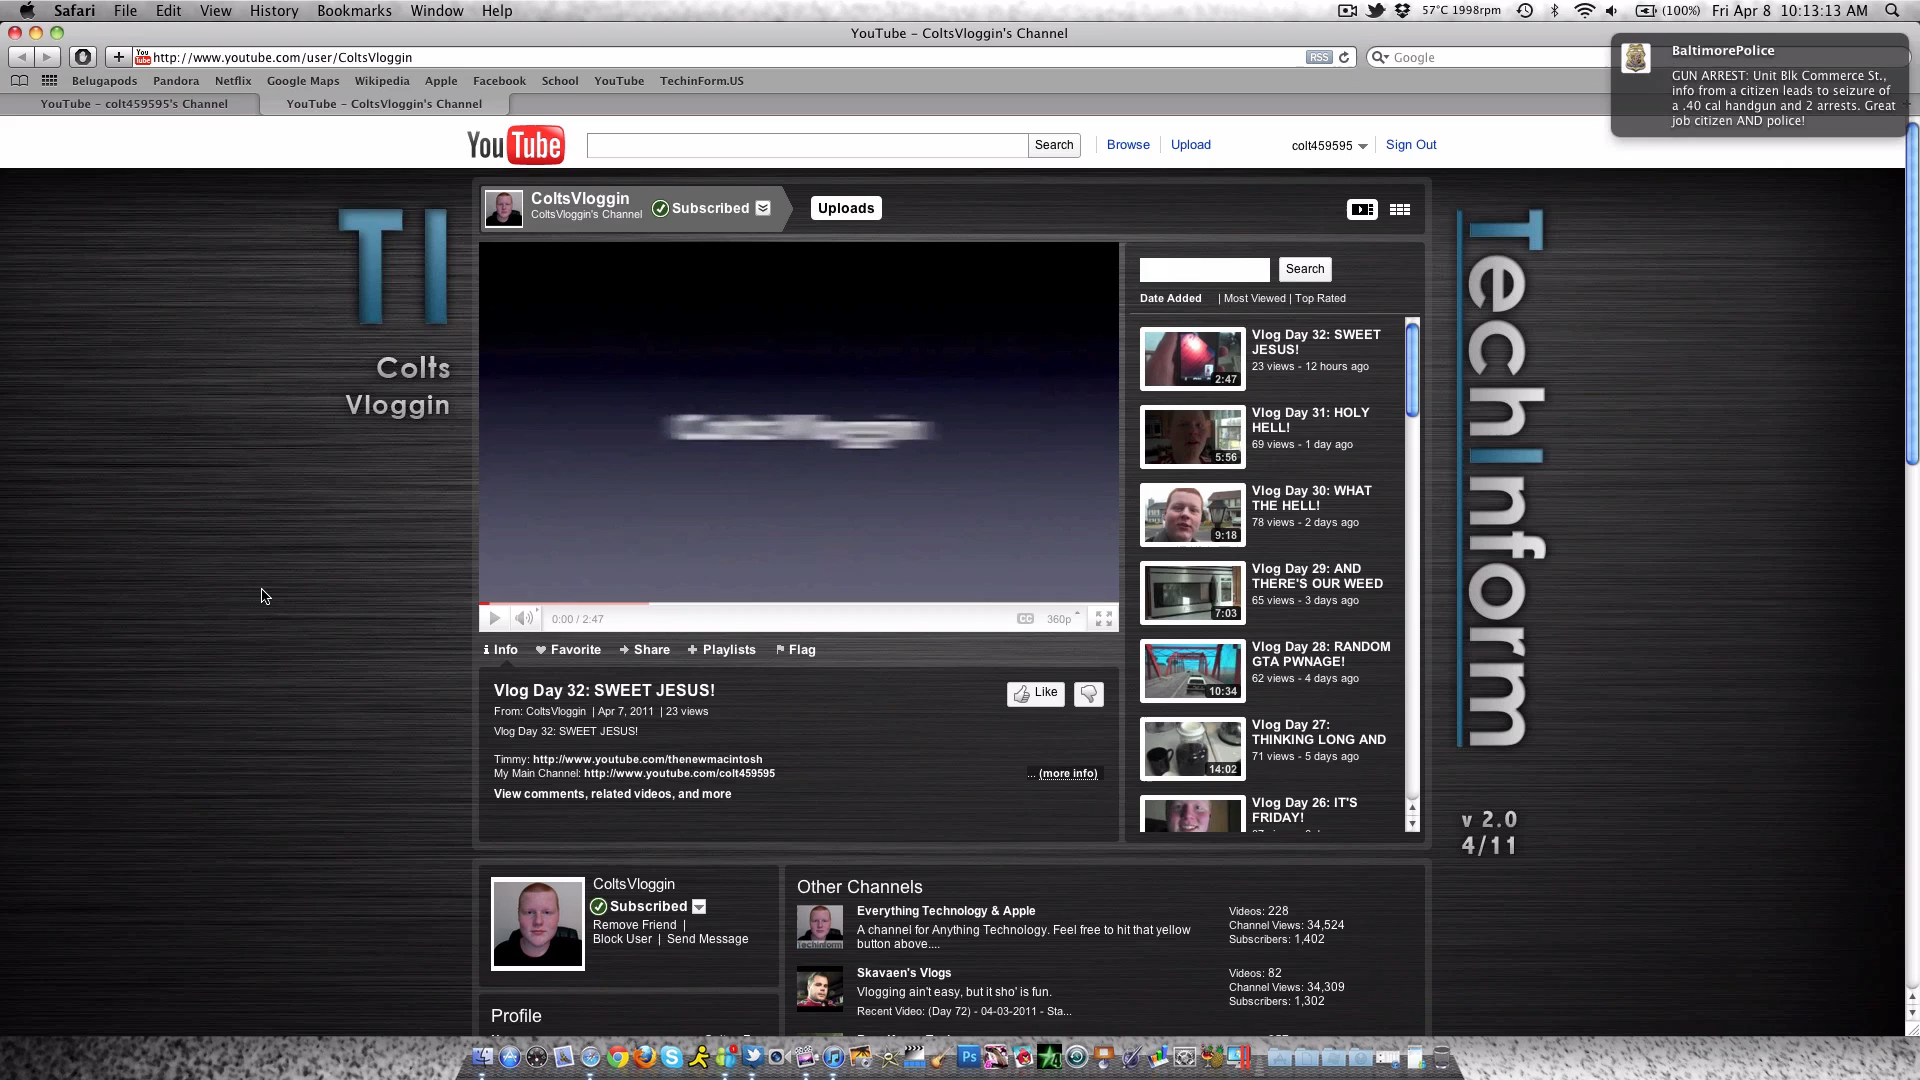 Safari File Edit View History Bookmarks Window Help
57°C 1998rpm (100%) Fri Apr 8 10:13:13 AM
YouTube – ColtsVloggin's Channel
http://www.youtube.com/user/ColtsVloggin
RSS
Google
Belugapods Pandora Netflix Google Maps Wikipedia Apple Facebook School YouTube TechinForm.US
YouTube – colt459595's Channel
YouTube – ColtsVloggin's Channel
BaltimorePolice
GUN ARREST: Unit Blk Commerce St.,
info from a citizen leads to seizure of
a .40 cal handgun and 2 arrests. Great
job citizen AND police!
YouTube
Search
Browse
Upload
colt459595
Sign Out
ColtsVloggin
ColtsVloggin's Channel
Subscribed
Uploads
TI
Colts
Vloggin
TechInform
v 2.0
4/11
0:00 / 2:47
CC
360p
Info Favorite Share Playlists Flag
Vlog Day 32: SWEET JESUS!
Like
From: ColtsVloggin | Apr 7, 2011 | 23 views
Vlog Day 32: SWEET JESUS!
Timmy: http://www.youtube.com/thenewmacintosh
My Main Channel: http://www.youtube.com/colt459595
... (more info)
View comments, related videos, and more
Search
Date Added | Most Viewed | Top Rated
2:47
Vlog Day 32: SWEET
JESUS!
23 views - 12 hours ago
5:56
Vlog Day 31: HOLY
HELL!
69 views - 1 day ago
9:18
Vlog Day 30: WHAT
THE HELL!
78 views - 2 days ago
7:03
Vlog Day 29: AND
THERE'S OUR WEED
65 views - 3 days ago
10:34
Vlog Day 28: RANDOM
GTA PWNAGE!
62 views - 4 days ago
14:02
Vlog Day 27:
THINKING LONG AND
71 views - 5 days ago
Vlog Day 26: IT'S
FRIDAY!
ColtsVloggin
Subscribed
Remove Friend |
Block User | Send Message
Profile
Other Channels
Everything Technology & Apple
A channel for Anything Technology. Feel free to hit that yellow
button above....
Videos: 228
Channel Views: 34,524
Subscribers: 1,402
Skavaen's Vlogs
Vlogging ain't easy, but it sho' is fun.
Recent Video: (Day 72) - 04-03-2011 - Sta...
Videos: 82
Channel Views: 34,309
Subscribers: 1,302
Ps